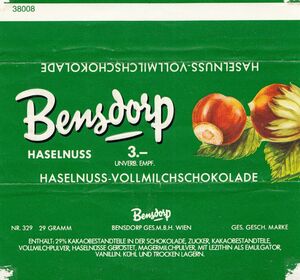 38008
HASELNUSS-VOLLMILCHSCHOKOLADE
Bensdorp
HASELNUSS 3.–
UNVERB. EMPF.
HASELNUSS-VOLLMILCHSCHOKOLADE
Bensdorp
NR. 329 29 GRAMM BENSDORP GES.M.B.H. WIEN GES. GESCH. MARKE
ENTHÄLT: 29% KAKAOBESTANDTEILE IN DER SCHOKOLADE, ZUCKER, KAKAOBESTANDTEILE,
VOLLMILCHPULVER, HASELNÜSSE GERÖSTET, MAGERMILCHPULVER, MIT LEZITHIN ALS EMULGATOR,
VANILLIN. KÜHL UND TROCKEN LAGERN.